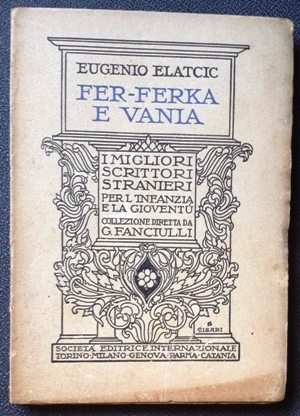 EUGENIO ELATCIC
FER-FERKA
E VANIA
I MIGLIORI
SCRITTORI
STRANIERI
PER L'INFANZIA
E LA GIOVENTÙ
COLLEZIONE DIRETTA DA
G. FANCIULLI
GIBARI
SOCIETÀ EDITRICE INTERNAZIONALE
TORINO-MILANO-GENOVA-PARMA-CATANIA